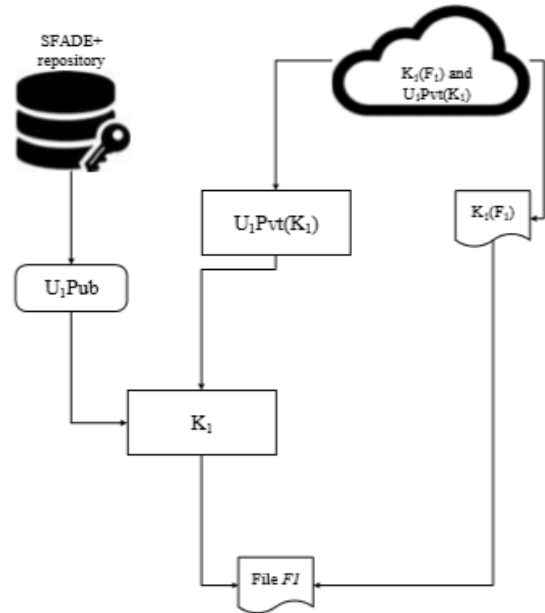 SFADE+
repository
K₁(F₁) and
U₁Pvt(K₁)
U₁Pvt(K₁)
K₁(F₁)
U₁Pub
K₁
File F1